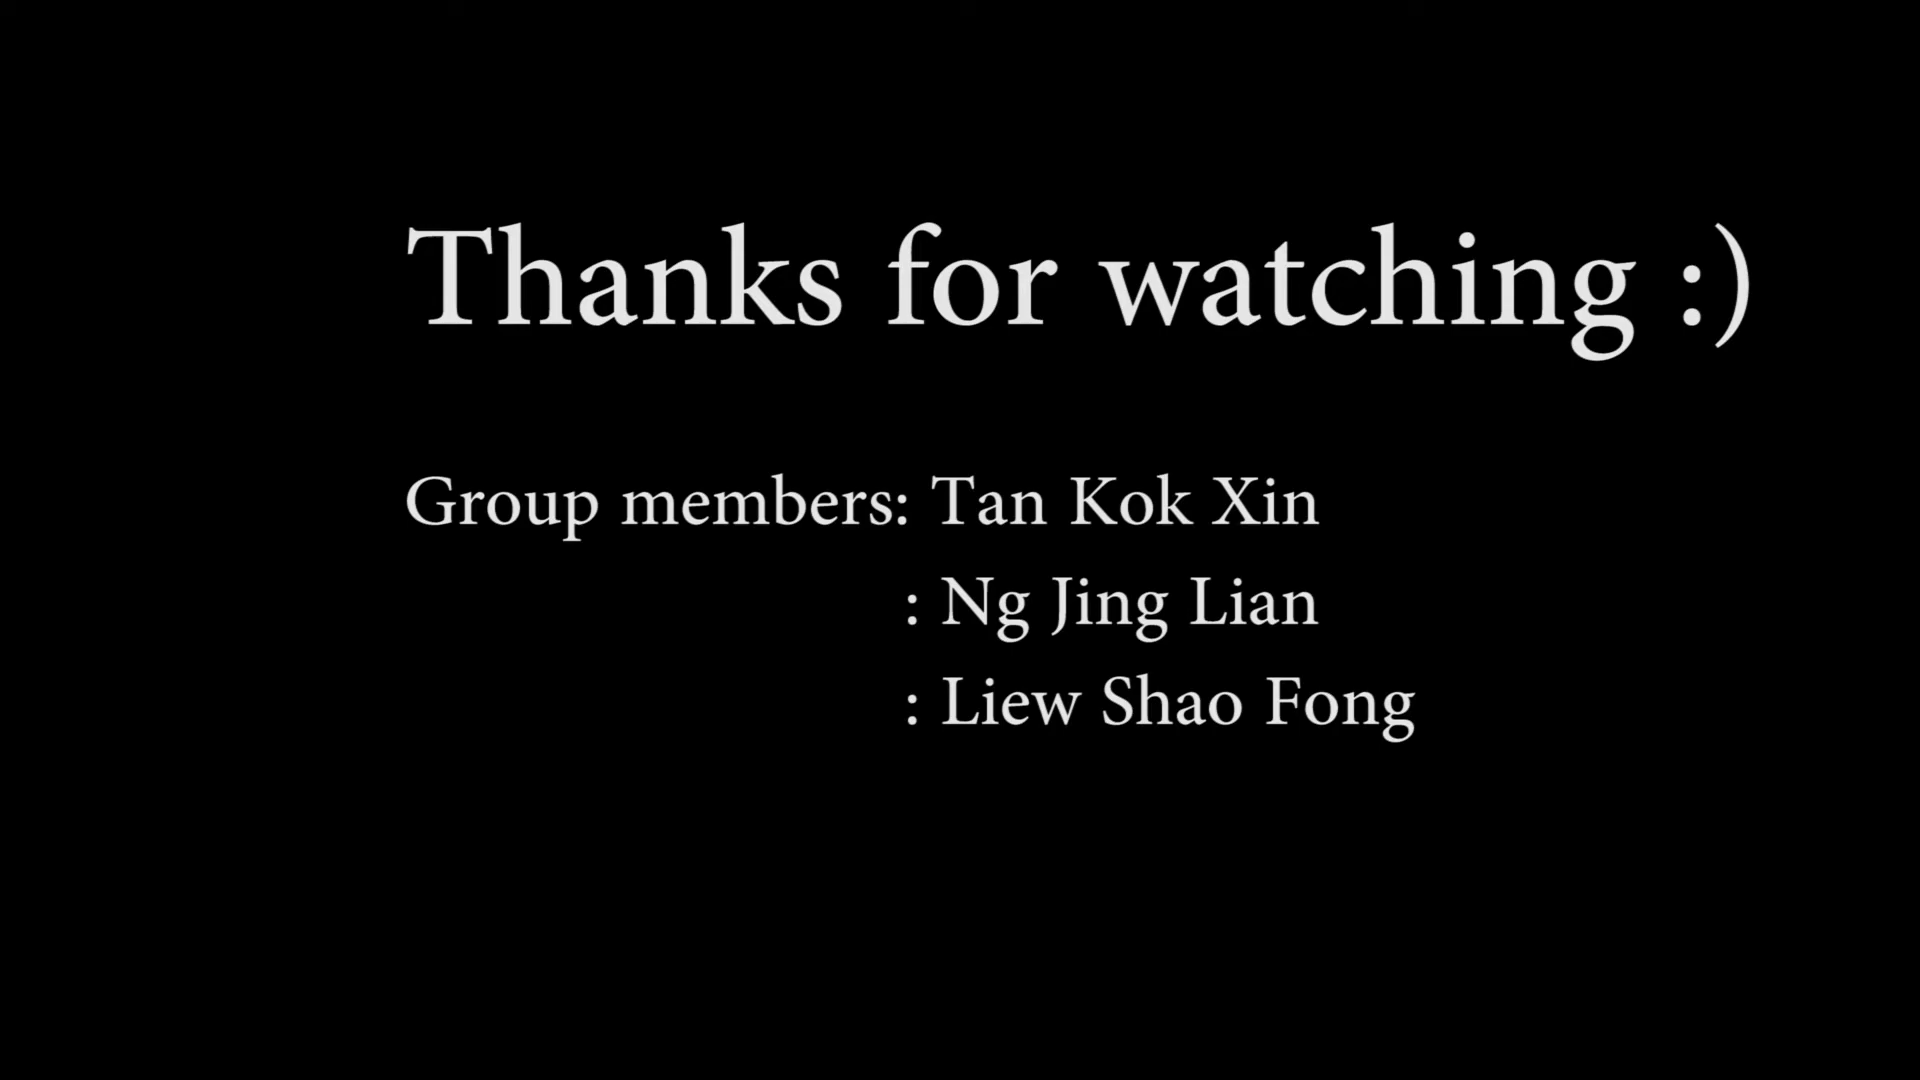 Thanks for watching :)
Group members: Tan Kok Xin
: Ng Jing Lian
: Liew Shao Fong